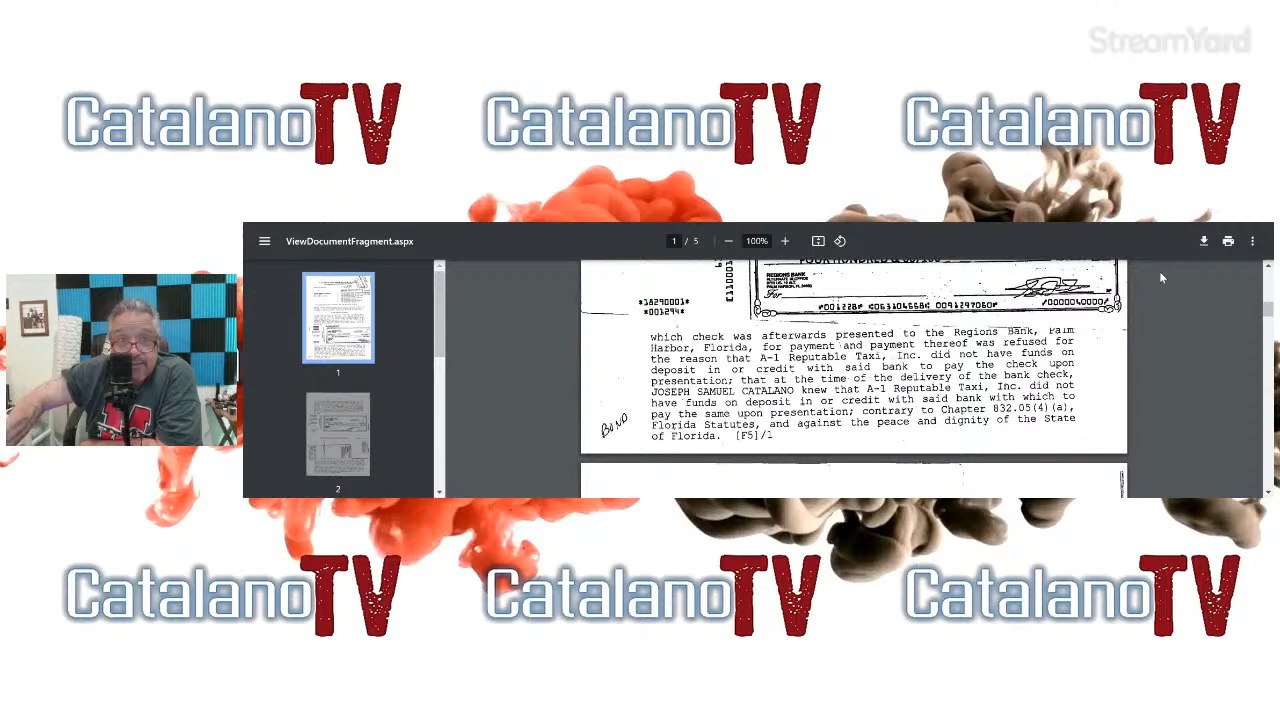 StreamYard
CatalanoTV CatalanoTV CatalanoTV
ViewDocumentFragment.aspx 1 / 5 100%
REGIONS BANK
For
*18290001*
*001294*
which check was afterwards presented to the Regions Bank, Palm
Harbor, Florida, for payment and payment thereof was refused for
the reason that A-1 Reputable Taxi, Inc. did not have funds on
deposit in or credit with said bank to pay the check upon
presentation; that at the time of the delivery of the bank check,
JOSEPH SAMUEL CATALANO knew that A-1 Reputable Taxi, Inc. did not
have funds on deposit in or credit with said bank with which to
pay the same upon presentation; contrary to Chapter 832.05(4)(a),
Florida Statutes, and against the peace and dignity of the State
of Florida. [F5]/1
BOND
1
2
CatalanoTV CatalanoTV CatalanoTV